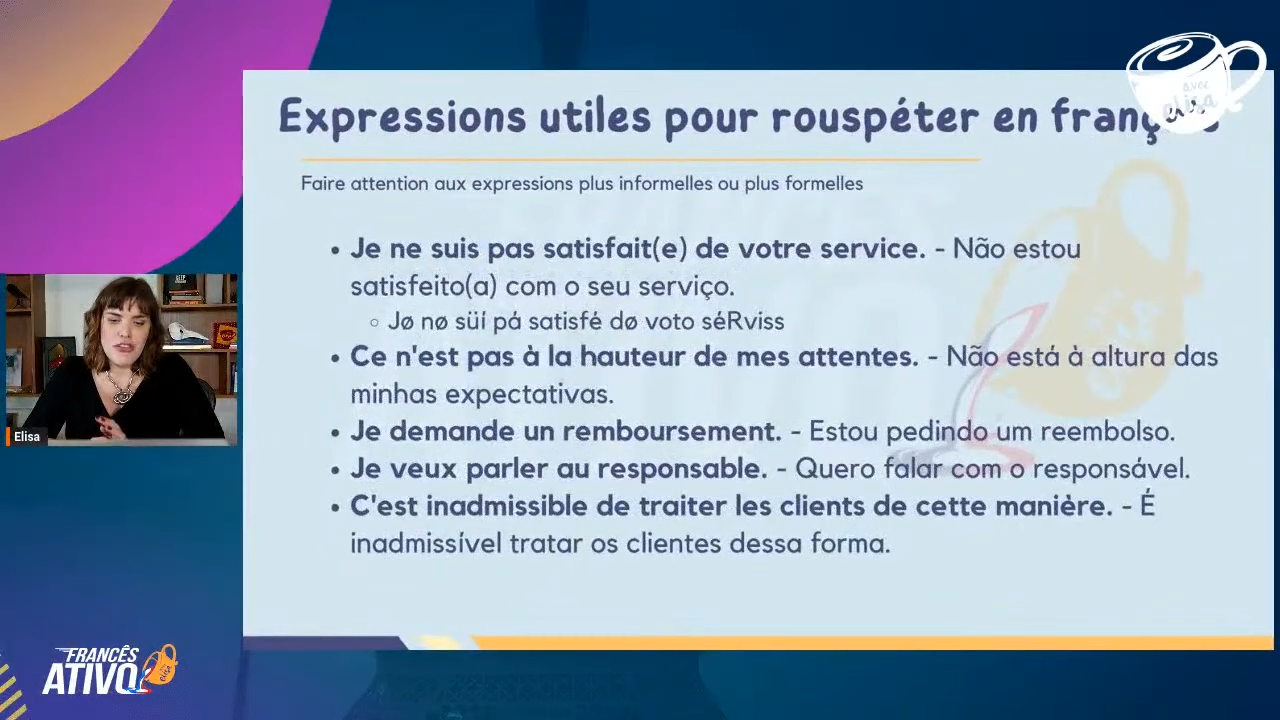 avec
elisa
Expressions utiles pour rouspéter en
Faire attention aux expressions plus informelles ou plus formelles
• Je ne suis pas satisfait(e) de votre service. - Não estou
satisfeito(a) com o seu serviço.
◦ Jø nø süí pá satisfé dø voto séRviss
• Ce n'est pas à la hauteur de mes attentes. - Não está à altura das
minhas expectativas.
• Je demande un remboursement. - Estou pedindo um reembolso.
• Je veux parler au responsable. - Quero falar com o responsável.
• C'est inadmissible de traiter les clients de cette manière. - É
inadmissível tratar os clientes dessa forma.
Elisa
FRANCÊS
ATIVO